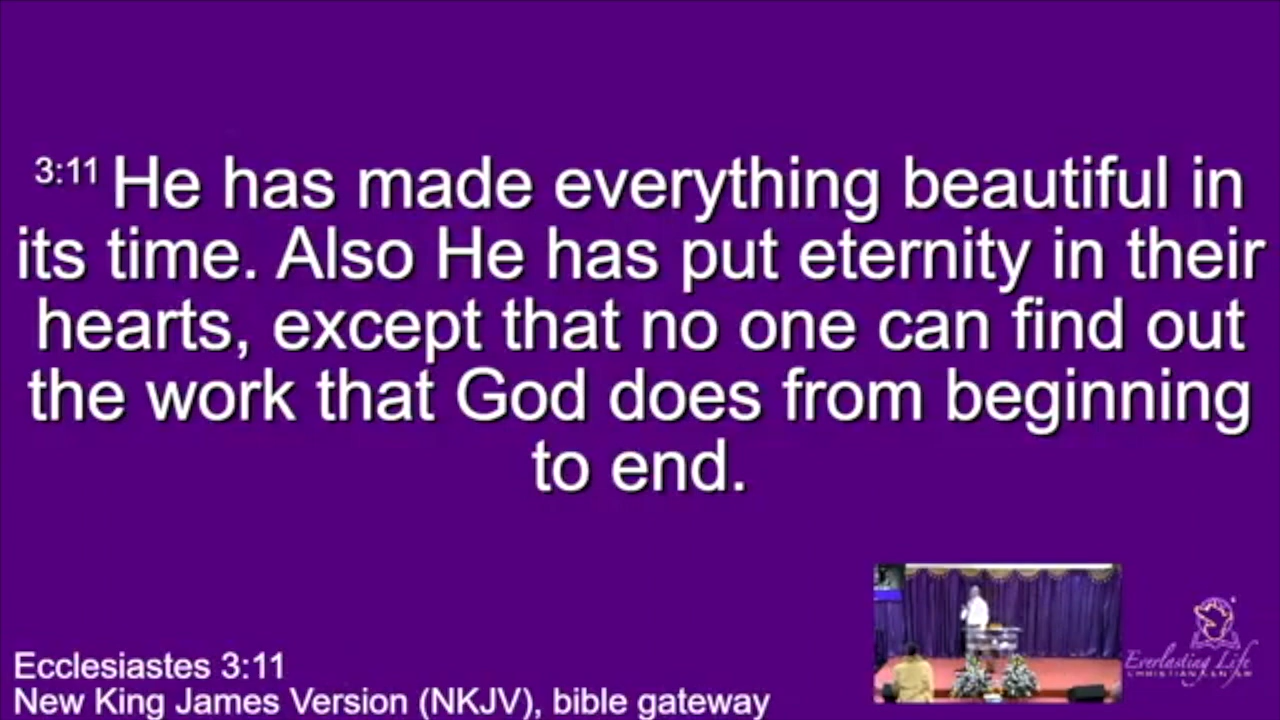 3:11 He has made everything beautiful in
its time. Also He has put eternity in their
hearts, except that no one can find out
the work that God does from beginning
to end.
Ecclesiastes 3:11
New King James Version (NKJV), bible gateway
Everlasting Life
CHRISTIAN CENTER